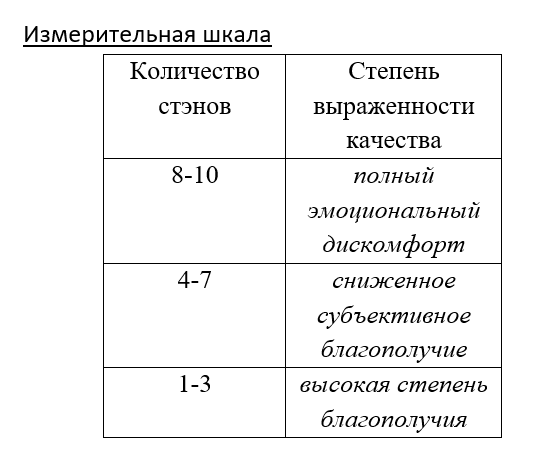 Измерительная шкала
Количество
стэнов
Степень
выраженности
качества
8-10
полный
эмоциональный
дискомфорт
4-7
сниженное
субъективное
благополучие
1-3
высокая степень
благополучия